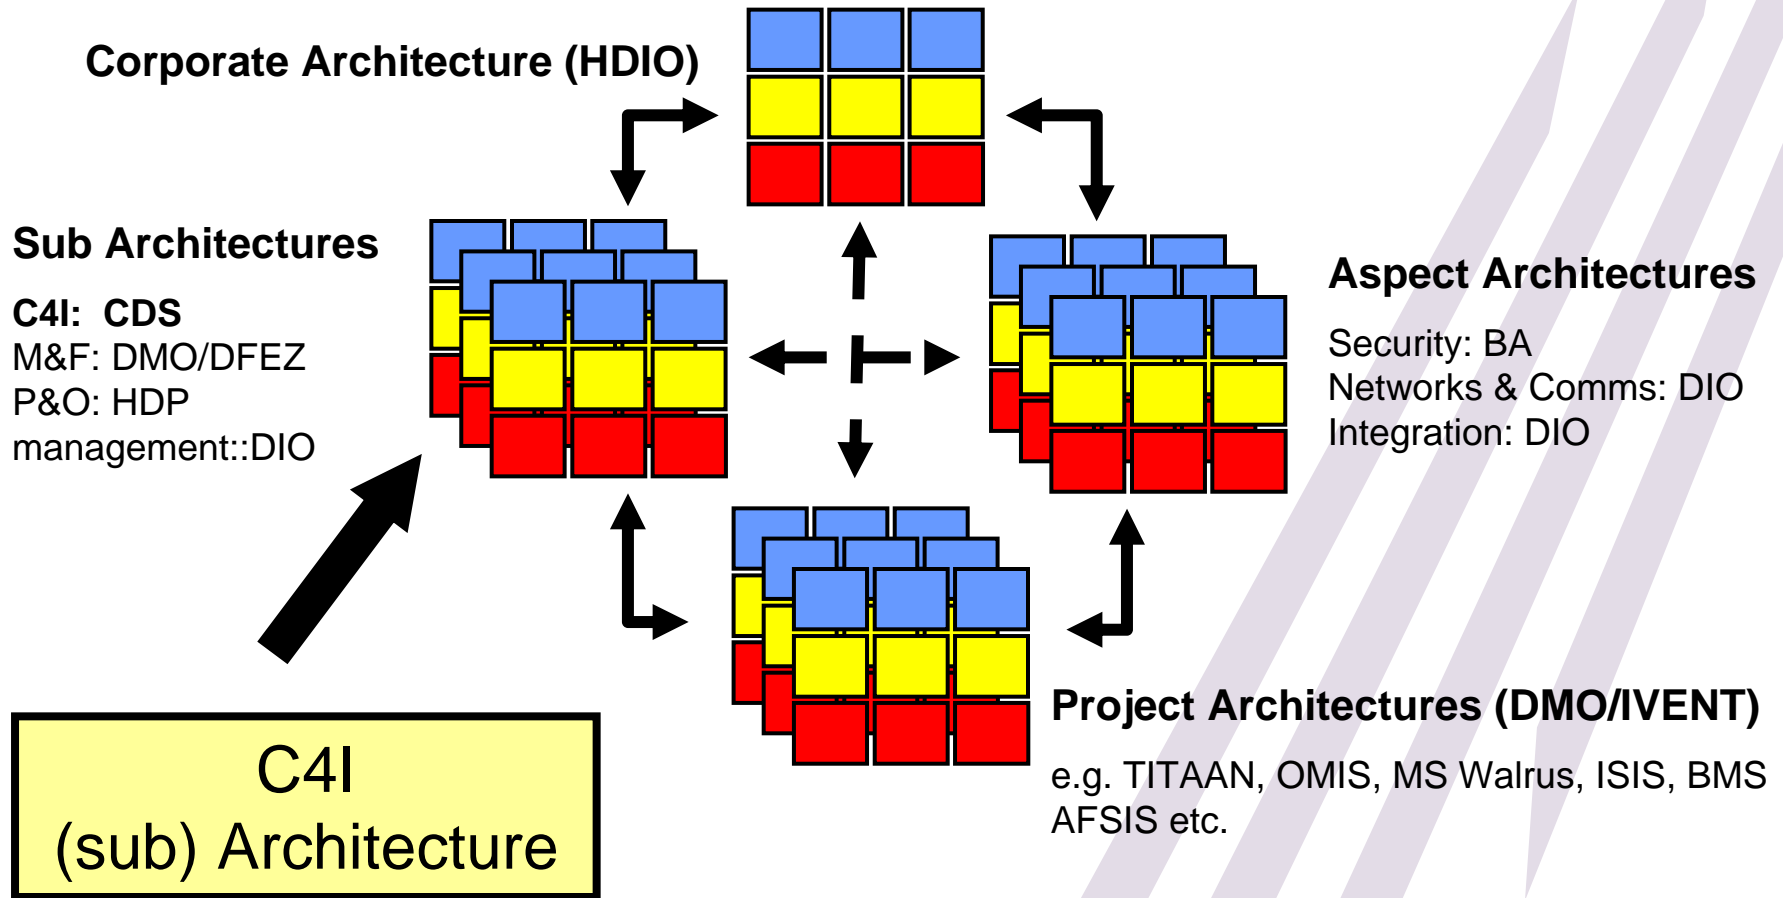 Corporate Architecture (HDIO)
Sub Architectures
C4I:  CDS
M&F: DMO/DFEZ
P&O: HDP
management::DIO
Aspect Architectures
Security: BA
Networks & Comms: DIO
Integration: DIO
C4I
(sub) Architecture
Project Architectures (DMO/IVENT)
e.g. TITAAN, OMIS, MS Walrus, ISIS, BMS
AFSIS etc.